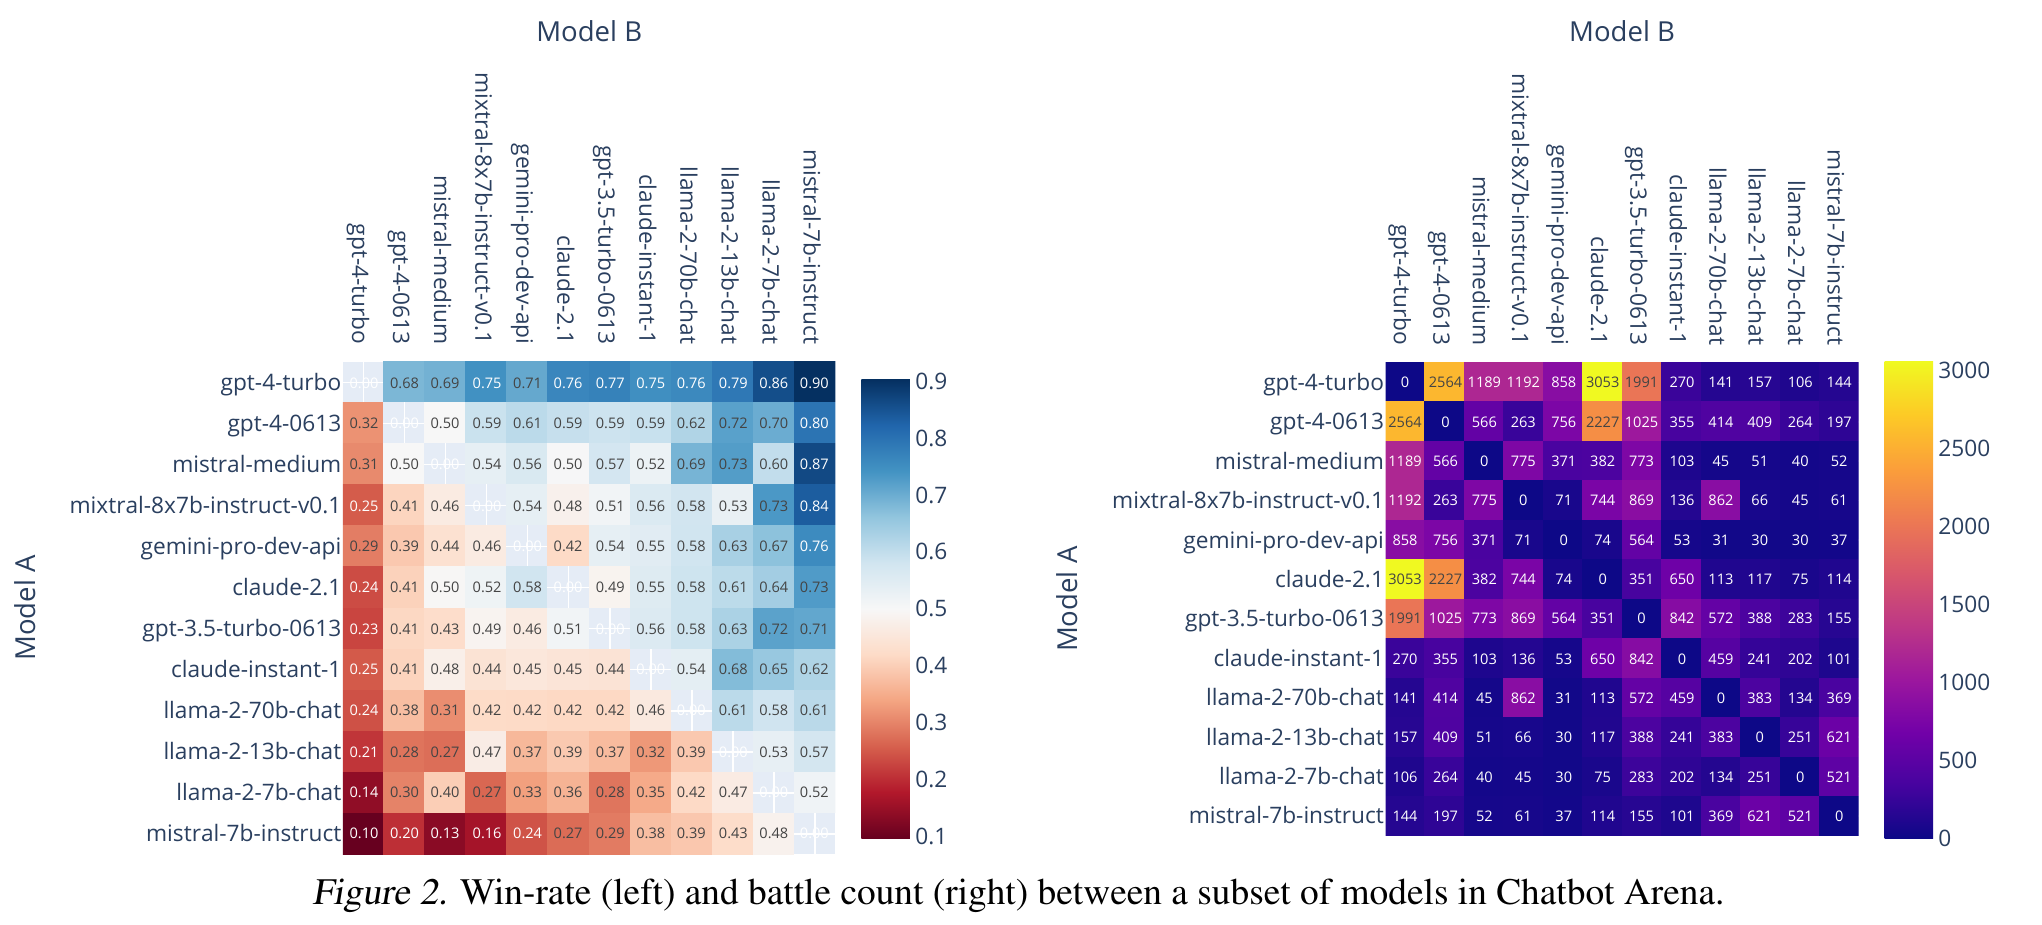 Model B
gpt-4-turbo
gpt-4-0613
mistral-medium
mixtral-8x7b-instruct-v0.1
gemini-pro-dev-api
claude-2.1
gpt-3.5-turbo-0613
claude-instant-1
llama-2-70b-chat
llama-2-13b-chat
llama-2-7b-chat
mistral-7b-instruct
Model A
gpt-4-turbo 0.00 0.68 0.69 0.75 0.71 0.76 0.77 0.75 0.76 0.79 0.86 0.90
gpt-4-0613 0.32 0.00 0.50 0.59 0.61 0.59 0.59 0.59 0.62 0.72 0.70 0.80
mistral-medium 0.31 0.50 0.00 0.54 0.56 0.50 0.57 0.52 0.69 0.73 0.60 0.87
mixtral-8x7b-instruct-v0.1 0.25 0.41 0.46 0.00 0.54 0.48 0.51 0.56 0.58 0.53 0.73 0.84
gemini-pro-dev-api 0.29 0.39 0.44 0.46 0.00 0.42 0.54 0.55 0.58 0.63 0.67 0.76
claude-2.1 0.24 0.41 0.50 0.52 0.58 0.00 0.49 0.55 0.58 0.61 0.64 0.73
gpt-3.5-turbo-0613 0.23 0.41 0.43 0.49 0.46 0.51 0.00 0.56 0.58 0.63 0.72 0.71
claude-instant-1 0.25 0.41 0.48 0.44 0.45 0.45 0.44 0.00 0.54 0.68 0.65 0.62
llama-2-70b-chat 0.24 0.38 0.31 0.42 0.42 0.42 0.42 0.46 0.00 0.61 0.58 0.61
llama-2-13b-chat 0.21 0.28 0.27 0.47 0.37 0.39 0.37 0.32 0.39 0.00 0.53 0.57
llama-2-7b-chat 0.14 0.30 0.40 0.27 0.33 0.36 0.28 0.35 0.42 0.47 0.00 0.52
mistral-7b-instruct 0.10 0.20 0.13 0.16 0.24 0.27 0.29 0.38 0.39 0.43 0.48 0.00
0.9
0.8
0.7
0.6
0.5
0.4
0.3
0.2
0.1
Model B
gpt-4-turbo
gpt-4-0613
mistral-medium
mixtral-8x7b-instruct-v0.1
gemini-pro-dev-api
claude-2.1
gpt-3.5-turbo-0613
claude-instant-1
llama-2-70b-chat
llama-2-13b-chat
llama-2-7b-chat
mistral-7b-instruct
Model A
gpt-4-turbo 0 2564 1189 1192 858 3053 1991 270 141 157 106 144
gpt-4-0613 2564 0 566 263 756 2227 1025 355 414 409 264 197
mistral-medium 1189 566 0 775 371 382 773 103 45 51 40 52
mixtral-8x7b-instruct-v0.1 1192 263 775 0 71 744 869 136 862 66 45 61
gemini-pro-dev-api 858 756 371 71 0 74 564 53 31 30 30 37
claude-2.1 3053 2227 382 744 74 0 351 650 113 117 75 114
gpt-3.5-turbo-0613 1991 1025 773 869 564 351 0 842 572 388 283 155
claude-instant-1 270 355 103 136 53 650 842 0 459 241 202 101
llama-2-70b-chat 141 414 45 862 31 113 572 459 0 383 134 369
llama-2-13b-chat 157 409 51 66 30 117 388 241 383 0 251 621
llama-2-7b-chat 106 264 40 45 30 75 283 202 134 251 0 521
mistral-7b-instruct 144 197 52 61 37 114 155 101 369 621 521 0
3000
2500
2000
1500
1000
500
0
Figure 2. Win-rate (left) and battle count (right) between a subset of models in Chatbot Arena.